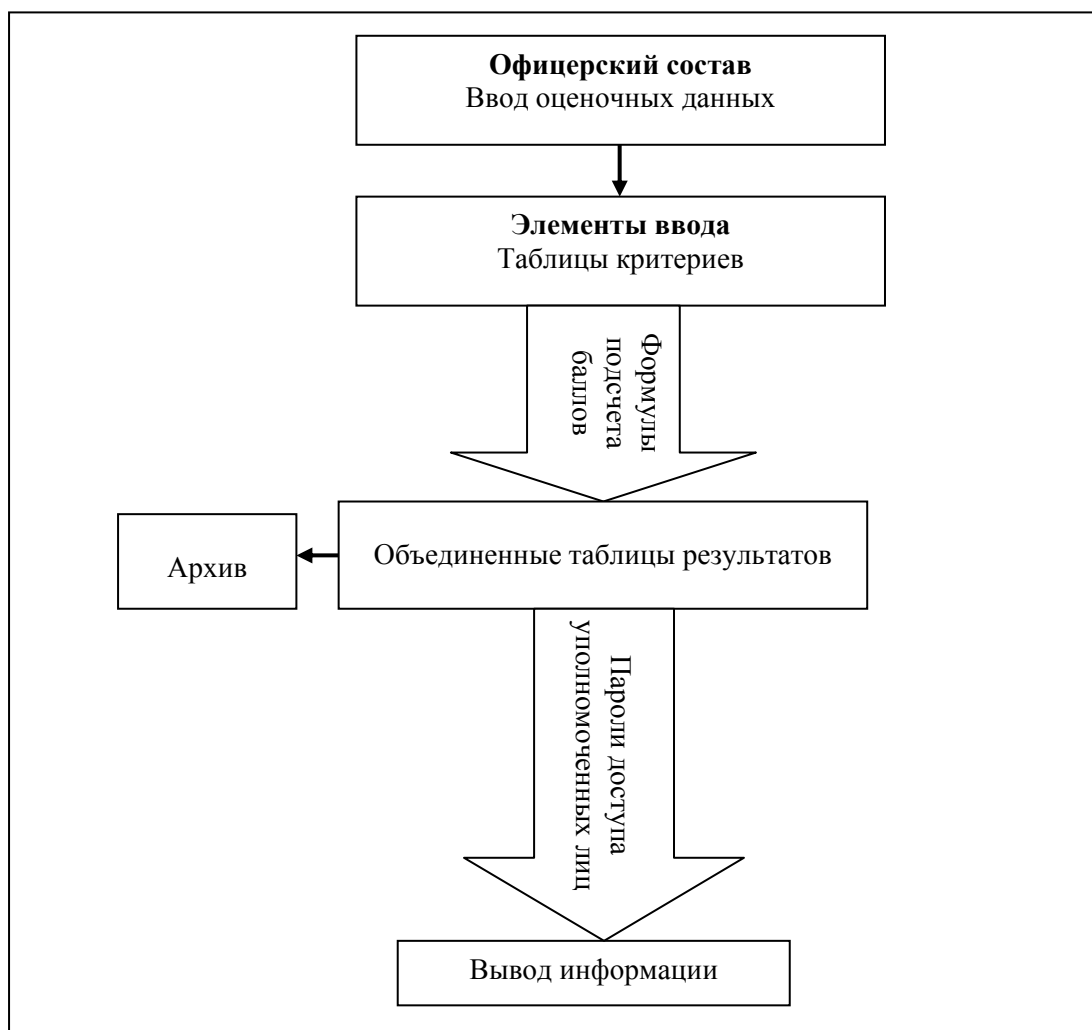 Офицерский состав
Ввод оценочных данных
Элементы ввода
Таблицы критериев
Формулы
подсчета
баллов
Архив
Объединенные таблицы результатов
Пароли доступа
уполномоченных лиц
Вывод информации